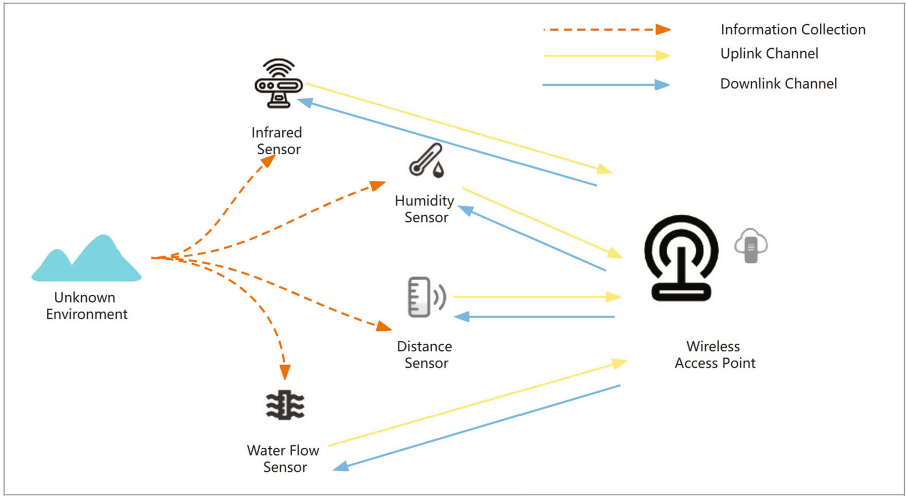 Information Collection
Uplink Channel
Downlink Channel
Infrared
Sensor
Humidity
Sensor
Unknown
Environment
Distance
Sensor
Wireless
Access Point
Water Flow
Sensor